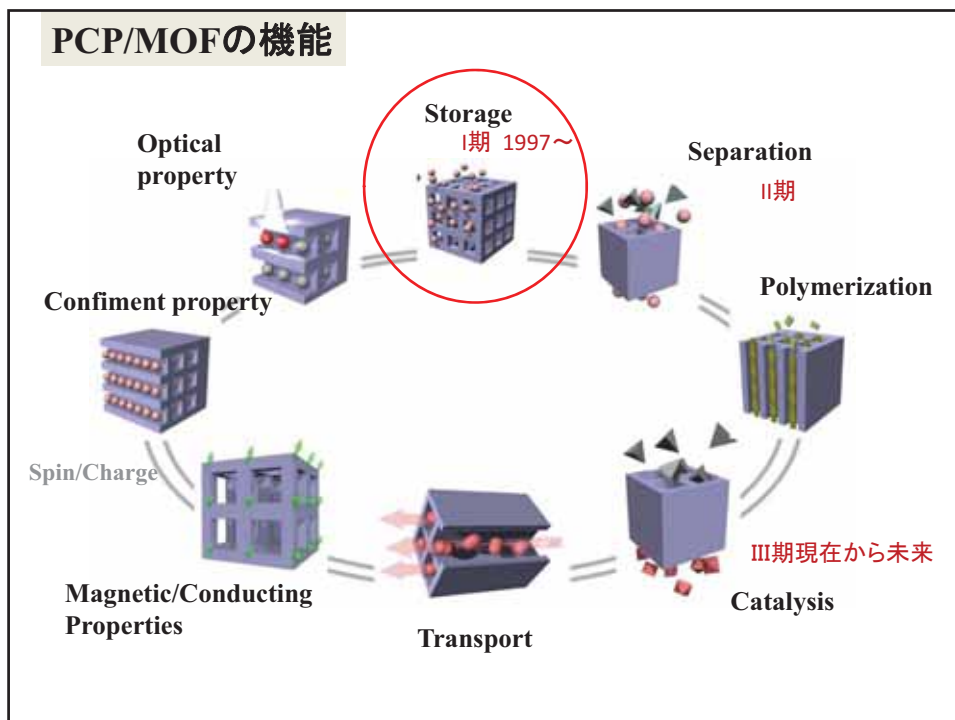 PCP/MOFの機能
Storage
I期 1997～
Optical
property
Separation
II期
Confiment property
Polymerization
Spin/Charge
III期現在から未来
Magnetic/Conducting
Properties
Transport
Catalysis